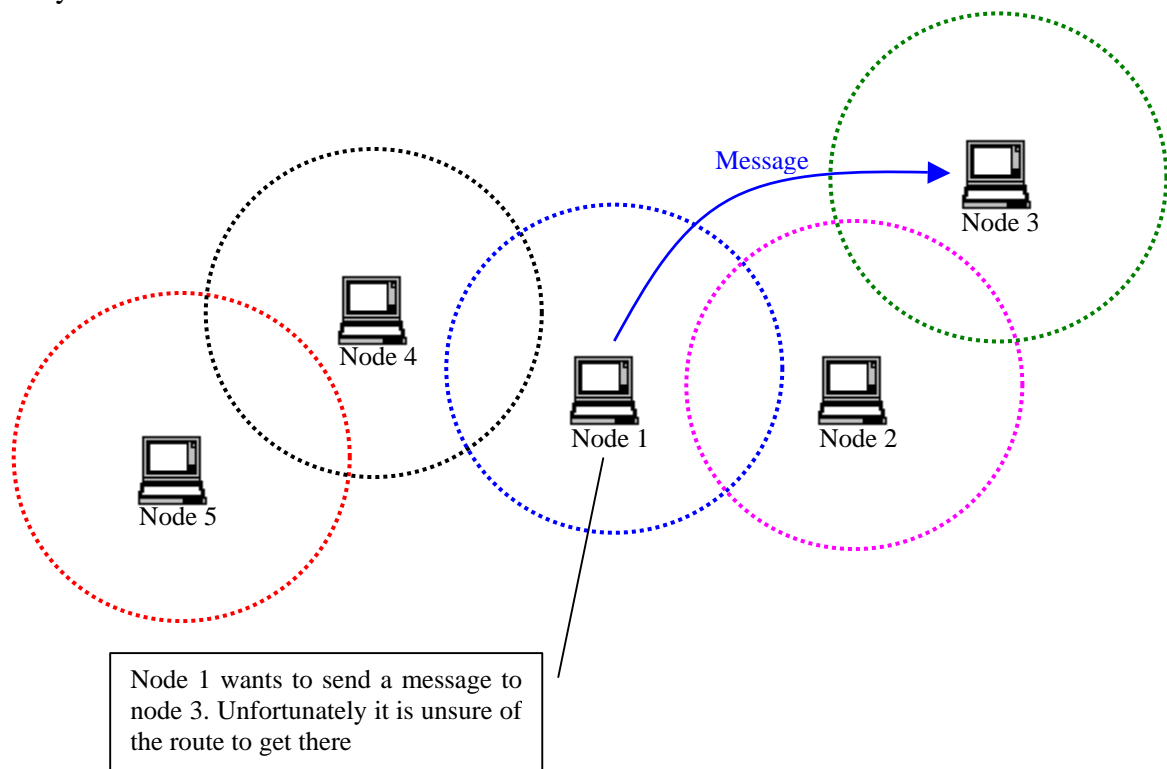 y
Message
Node 3
Node 4
Node 1
Node 2
Node 5
Node 1 wants to send a message to
node 3. Unfortunately it is unsure of
the route to get there